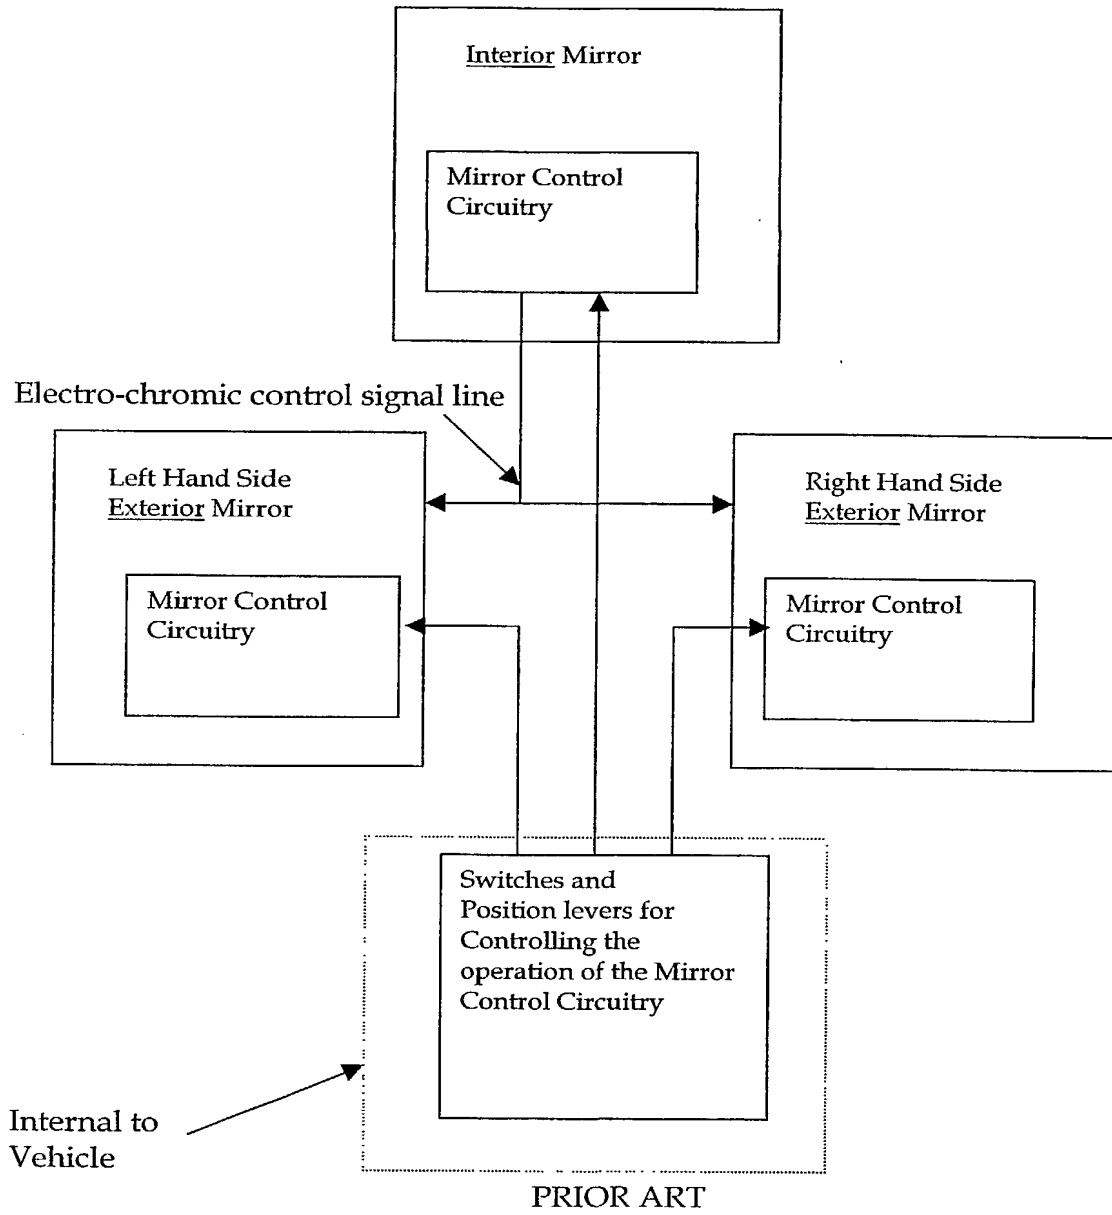 Interior Mirror
Mirror Control
Circuitry
Electro-chromic control signal line
Left Hand Side
Exterior Mirror
Mirror Control
Circuitry
Right Hand Side
Exterior Mirror
Mirror Control
Circuitry
Switches and
Position levers for
Controlling the
operation of the Mirror
Control Circuitry
Internal to
Vehicle
PRIOR ART